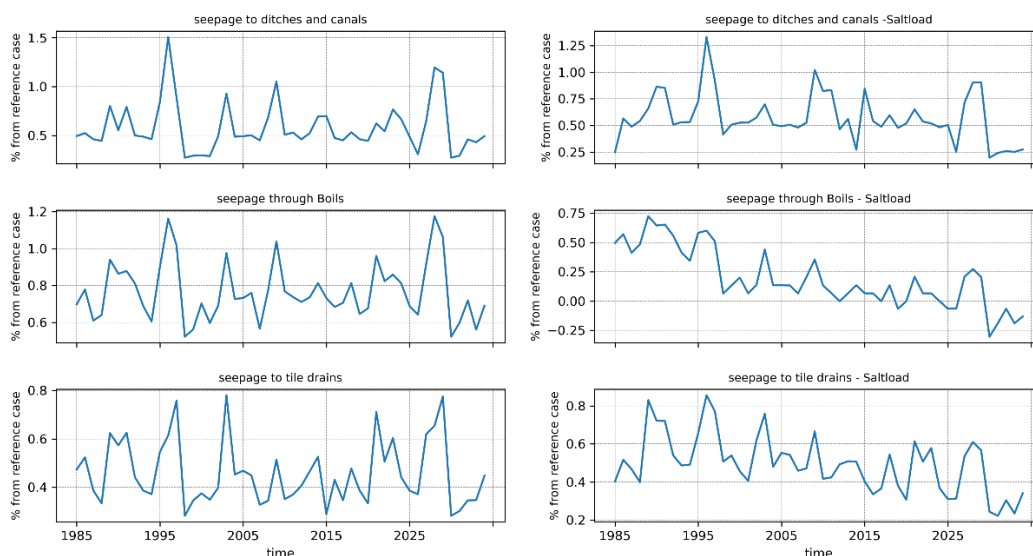 seepage to ditches and canals
% from reference case
1.5
1.0
0.5
seepage to ditches and canals -Saltload
% from reference case
1.25
1.00
0.75
0.50
0.25
seepage through Boils
% from reference case
1.2
1.0
0.8
0.6
seepage through Boils - Saltload
% from reference case
0.75
0.50
0.25
0.00
−0.25
seepage to tile drains
% from reference case
0.8
0.6
0.4
1985 1995 2005 2015 2025
time
seepage to tile drains - Saltload
% from reference case
0.8
0.6
0.4
0.2
1985 1995 2005 2015 2025
time